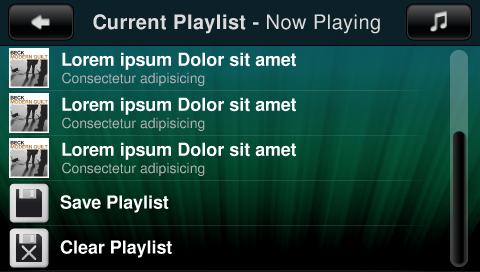 Current Playlist - Now Playing
BECK
MODERN GUILT
Lorem ipsum Dolor sit amet
Consectetur adipisicing
BECK
MODERN GUILT
Lorem ipsum Dolor sit amet
Consectetur adipisicing
BECK
MODERN GUILT
Lorem ipsum Dolor sit amet
Consectetur adipisicing
Save Playlist
Clear Playlist